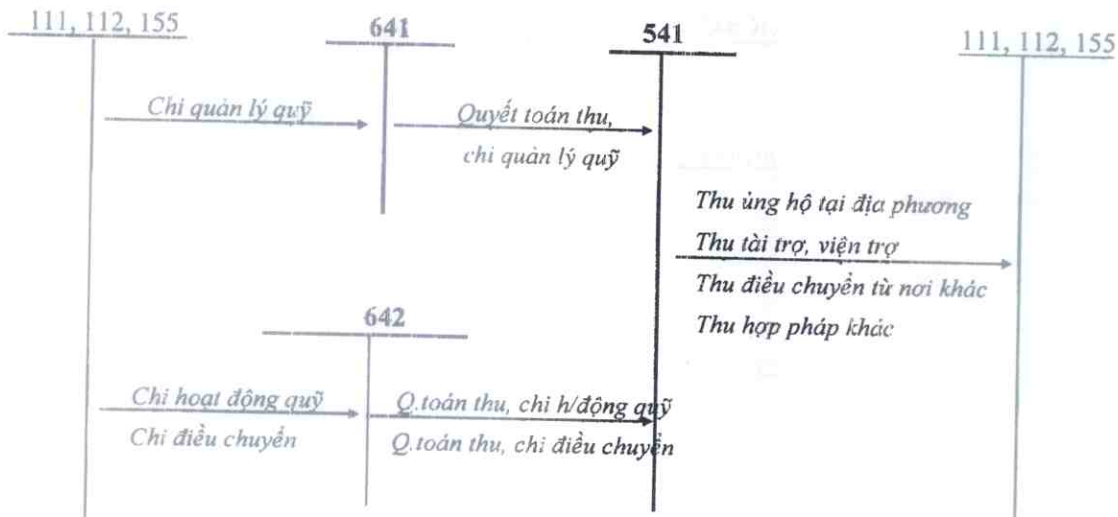 111, 112, 155
641
541
111, 112, 155
Chi quản lý quỹ
Quyết toán thu,
chi quản lý quỹ
Thu ủng hộ tại địa phương
Thu tài trợ, viện trợ
Thu điều chuyển từ nơi khác
Thu hợp pháp khác
642
Chi hoạt động quỹ
Chi điều chuyển
Q.toán thu, chi h/động quỹ
Q.toán thu, chi điều chuyển